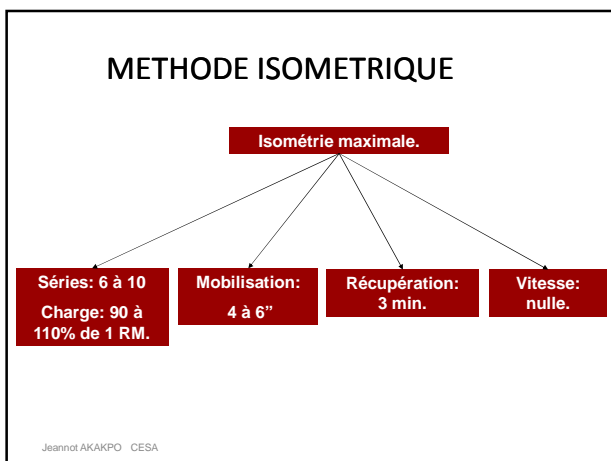 METHODE ISOMETRIQUE
Isométrie maximale.
Séries: 6 à 10
Charge: 90 à
110% de 1 RM.
Mobilisation:
4 à 6”
Récupération:
3 min.
Vitesse:
nulle.
Jeannot AKAKPO CESA